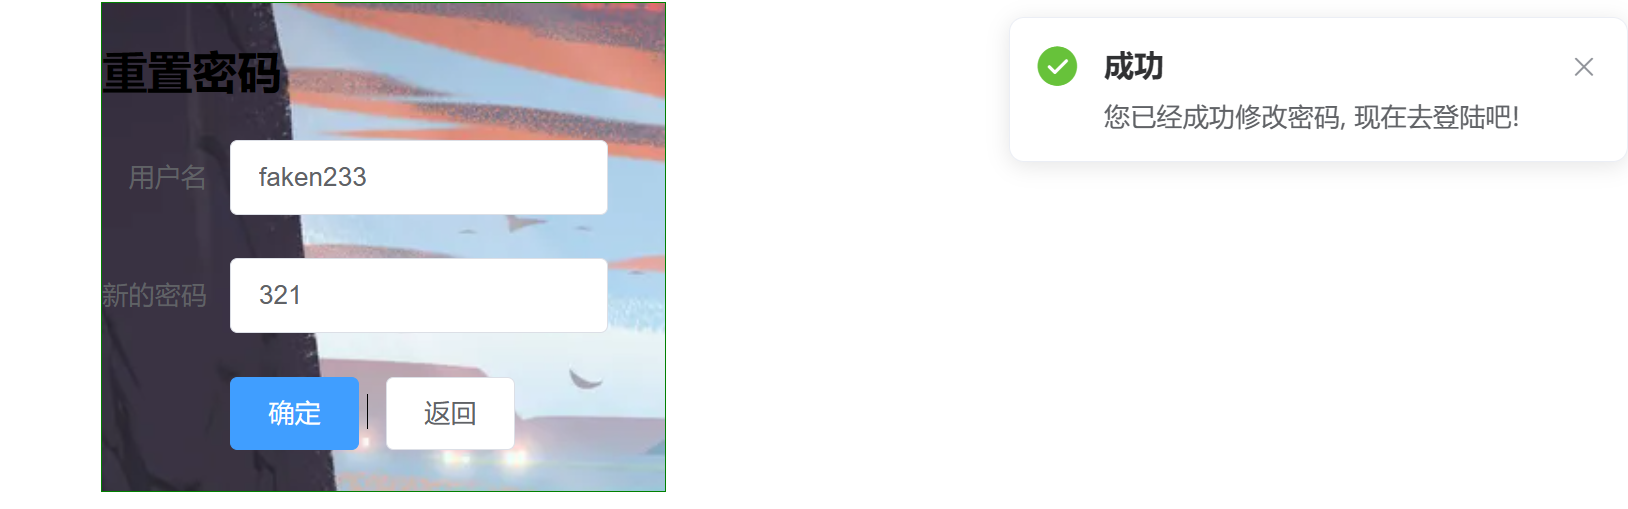 重置密码
用户名
faken233
新的密码
321
确定
返回
成功
您已经成功修改密码, 现在去登陆吧!